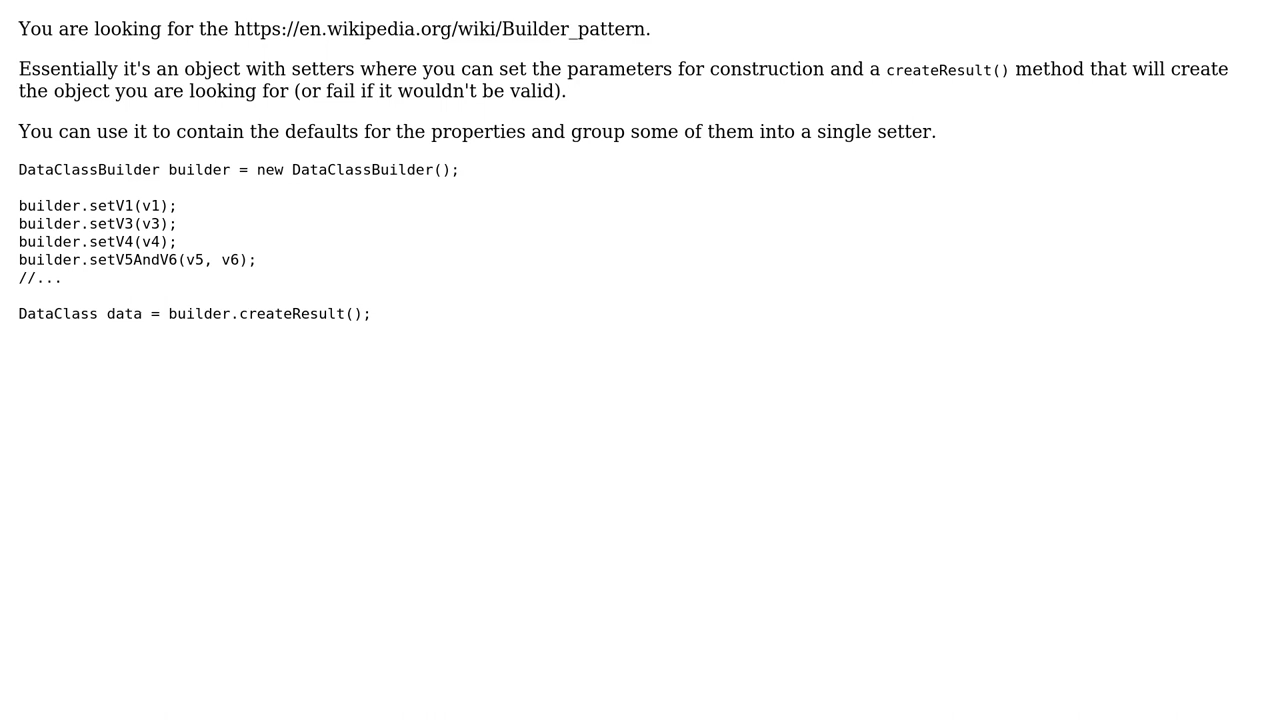 You are looking for the https://en.wikipedia.org/wiki/Builder_pattern.
Essentially it's an object with setters where you can set the parameters for construction and a createResult() method that will create
the object you are looking for (or fail if it wouldn't be valid).
You can use it to contain the defaults for the properties and group some of them into a single setter.
DataClassBuilder builder = new DataClassBuilder();
builder.setV1(v1);
builder.setV3(v3);
builder.setV4(v4);
builder.setV5AndV6(v5, v6);
//...
DataClass data = builder.createResult();